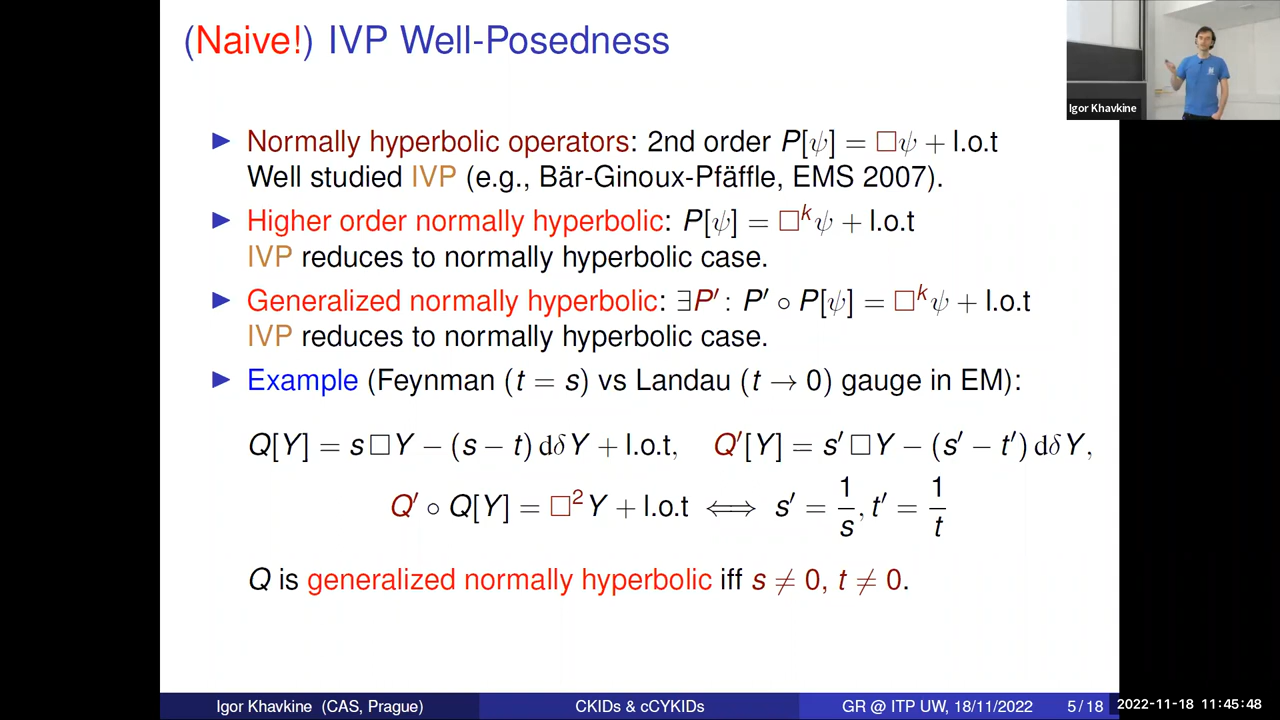 (Naive!) IVP Well-Posedness
Igor Khavkine
▶ Normally hyperbolic operators: 2nd order P[ψ] = □ψ + l.o.t
Well studied IVP (e.g., Bär-Ginoux-Pfäffle, EMS 2007).
▶ Higher order normally hyperbolic: P[ψ] = □ᵏψ + l.o.t
IVP reduces to normally hyperbolic case.
▶ Generalized normally hyperbolic: ∃P′ : P′ ∘ P[ψ] = □ᵏψ + l.o.t
IVP reduces to normally hyperbolic case.
▶ Example (Feynman (t = s) vs Landau (t → 0) gauge in EM):
Q[Y] = s□Y − (s − t)dδY + l.o.t, Q′[Y] = s′□Y − (s′ − t′)dδY,
Q′ ∘ Q[Y] = □²Y + l.o.t ⟺ s′ = 1/s, t′ = 1/t
Q is generalized normally hyperbolic iff s ≠ 0, t ≠ 0.
Igor Khavkine (CAS, Prague) CKIDs & cCYKIDs GR @ ITP UW, 18/11/2022 5 / 18 2022-11-18 11:45:48